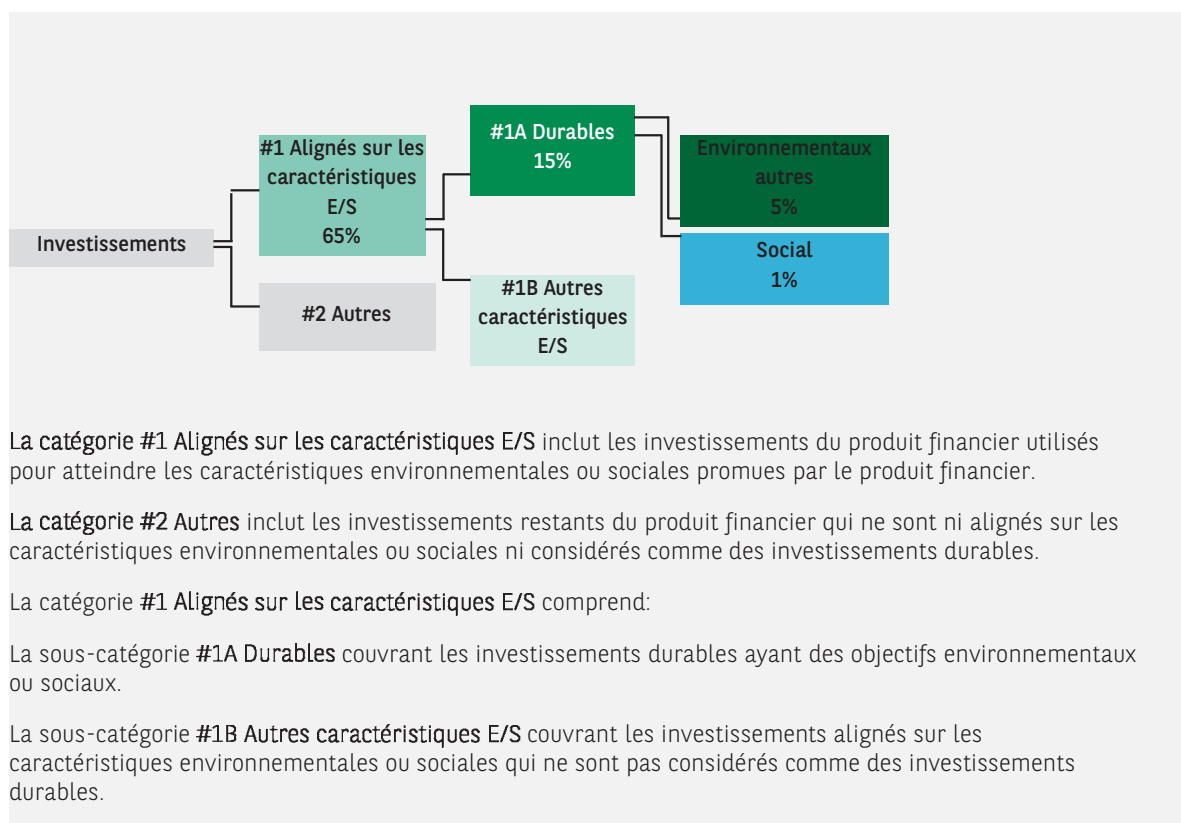 #1A Durables
15%
#1 Alignés sur les
caractéristiques
E/S
65%
Environnementaux
autres
5%
Investissements
Social
1%
#2 Autres
#1B Autres
caractéristiques
E/S
La catégorie #1 Alignés sur les caractéristiques E/S inclut les investissements du produit financier utilisés
pour atteindre les caractéristiques environnementales ou sociales promues par le produit financier.
La catégorie #2 Autres inclut les investissements restants du produit financier qui ne sont ni alignés sur les
caractéristiques environnementales ou sociales ni considérés comme des investissements durables.
La catégorie #1 Alignés sur les caractéristiques E/S comprend:
La sous-catégorie #1A Durables couvrant les investissements durables ayant des objectifs environnementaux
ou sociaux.
La sous-catégorie #1B Autres caractéristiques E/S couvrant les investissements alignés sur les
caractéristiques environnementales ou sociales qui ne sont pas considérés comme des investissements
durables.